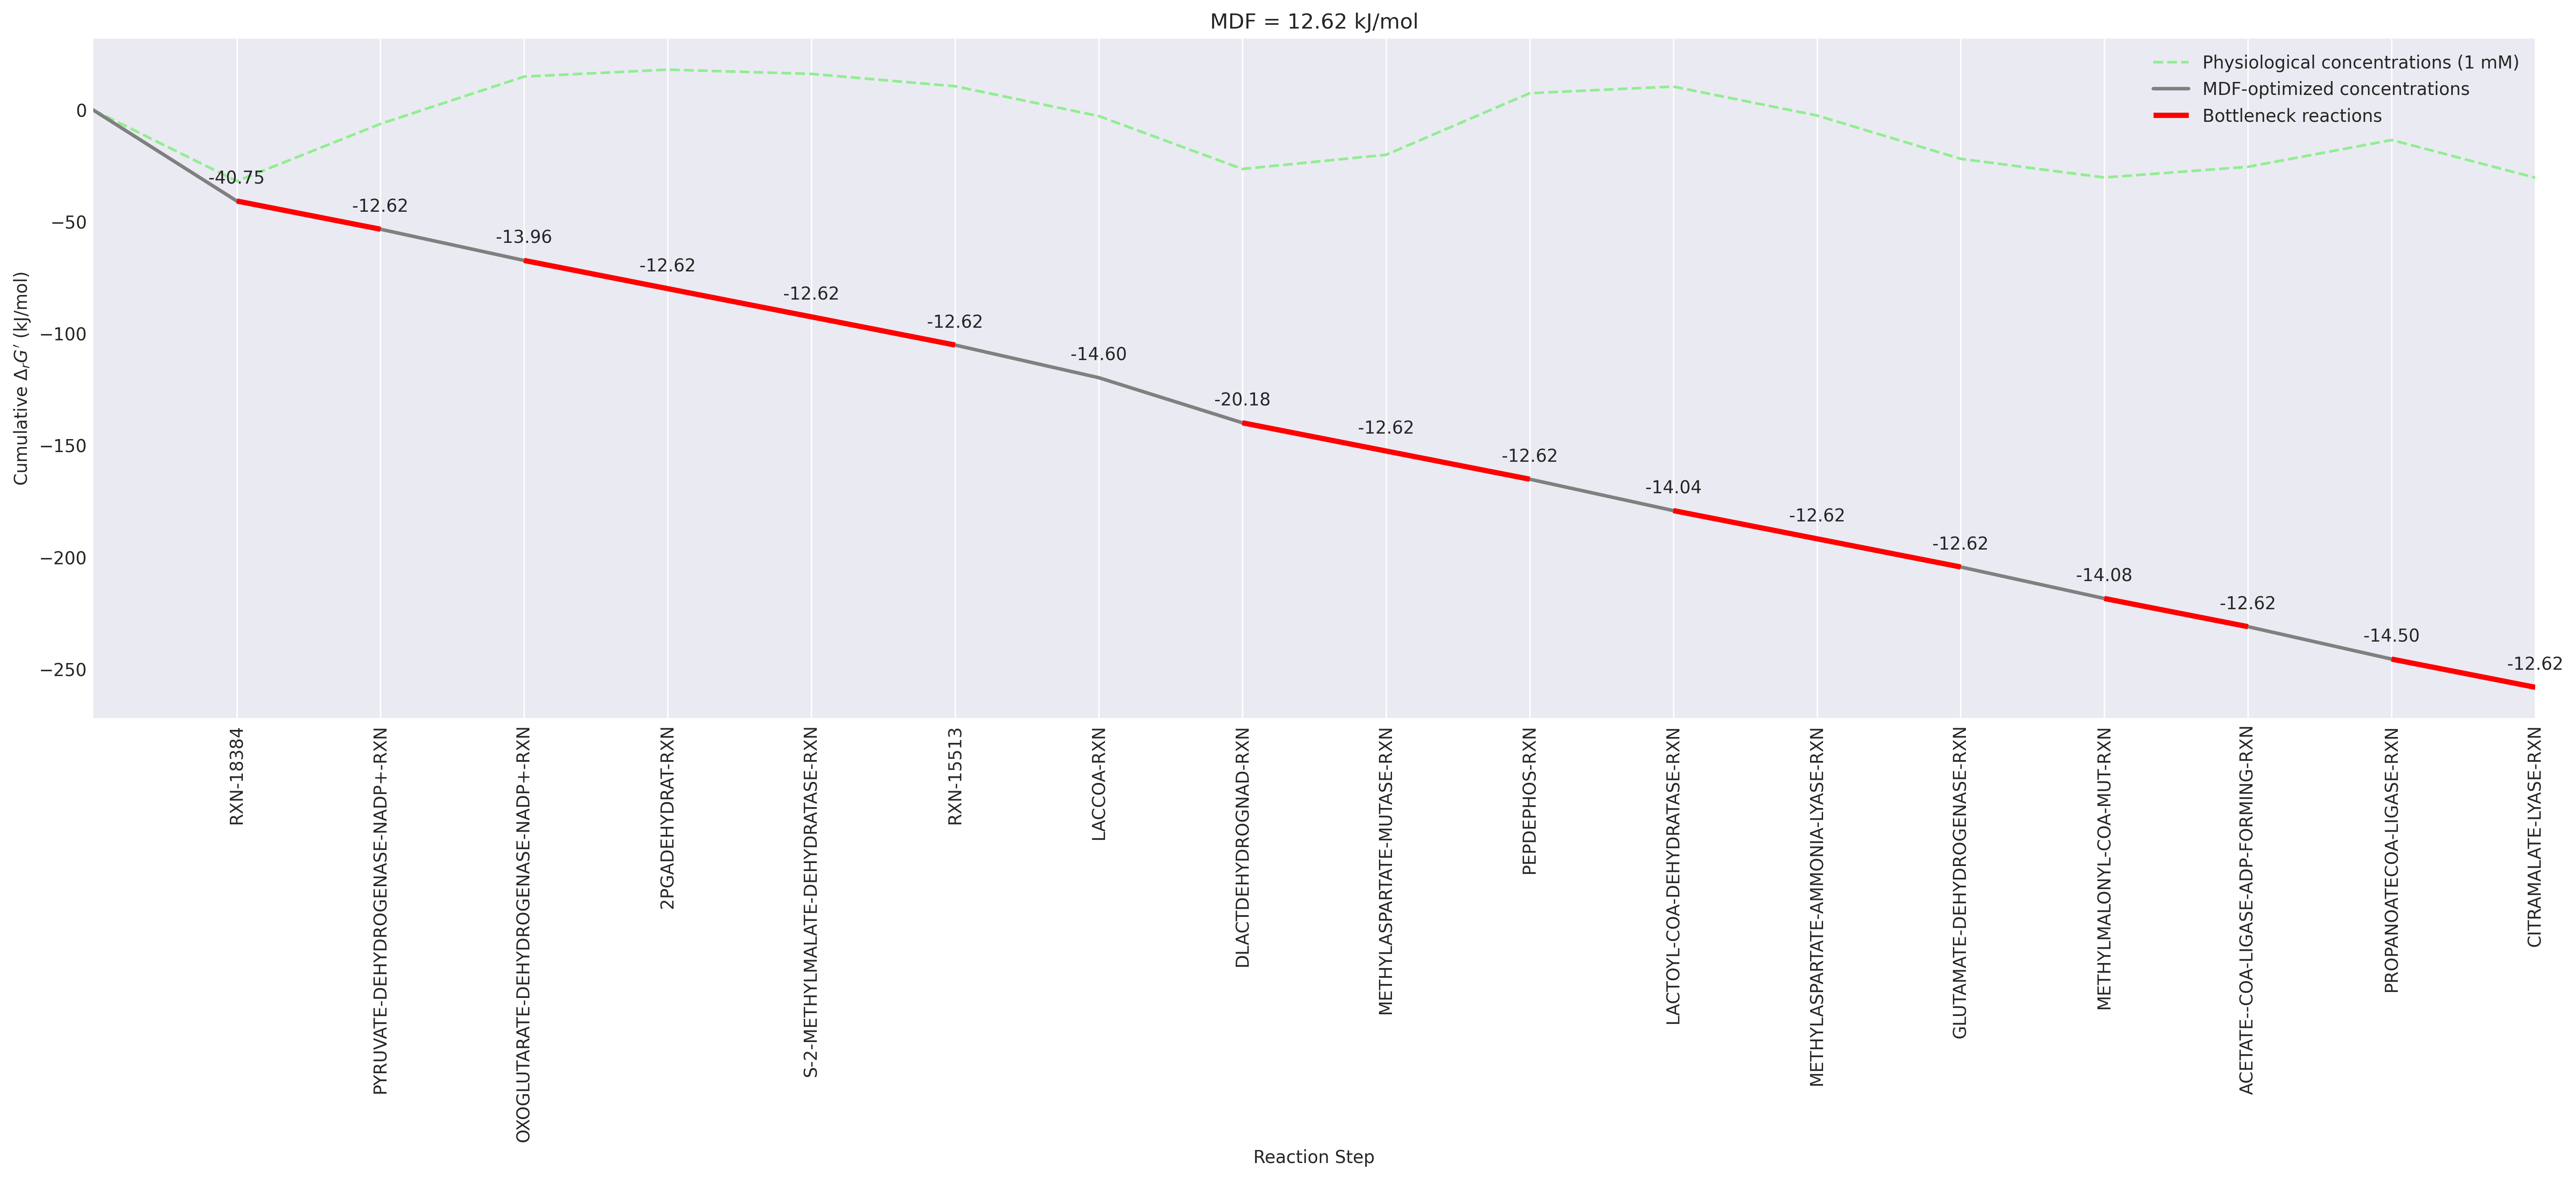 MDF = 12.62 kJ/mol
Physiological concentrations (1 mM)
MDF-optimized concentrations
Bottleneck reactions
Cumulative ΔrG′ (kJ/mol)
0
−50
−100
−150
−200
−250
-40.75
-12.62
-13.96
-12.62
-12.62
-12.62
-14.60
-20.18
-12.62
-12.62
-14.04
-12.62
-12.62
-14.08
-12.62
-14.50
-12.62
RXN-18384
PYRUVATE-DEHYDROGENASE-NADP+-RXN
OXOGLUTARATE-DEHYDROGENASE-NADP+-RXN
2PGADEHYDRAT-RXN
S-2-METHYLMALATE-DEHYDRATASE-RXN
RXN-15513
LACCOA-RXN
DLACTDEHYDROGNAD-RXN
METHYLASPARTATE-MUTASE-RXN
PEPDEPHOS-RXN
LACTOYL-COA-DEHYDRATASE-RXN
METHYLASPARTATE-AMMONIA-LYASE-RXN
GLUTAMATE-DEHYDROGENASE-RXN
METHYLMALONYL-COA-MUT-RXN
ACETATE--COA-LIGASE-ADP-FORMING-RXN
PROPANOATECOA-LIGASE-RXN
CITRAMALATE-LYASE-RXN
Reaction Step